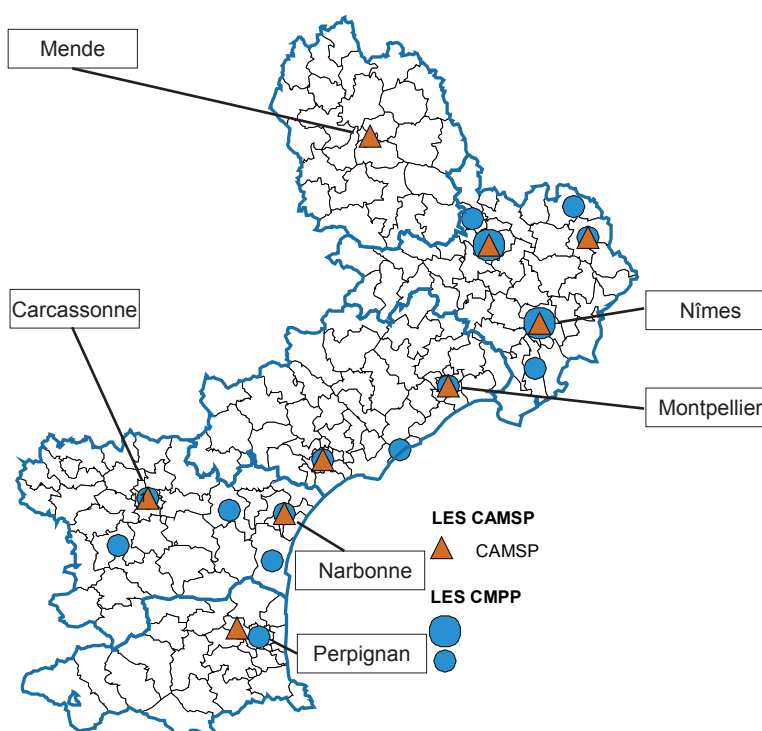 Mende
Carcassonne
Nîmes
Montpellier
LES CAMSP
CAMSP
Narbonne
LES CMPP
Perpignan